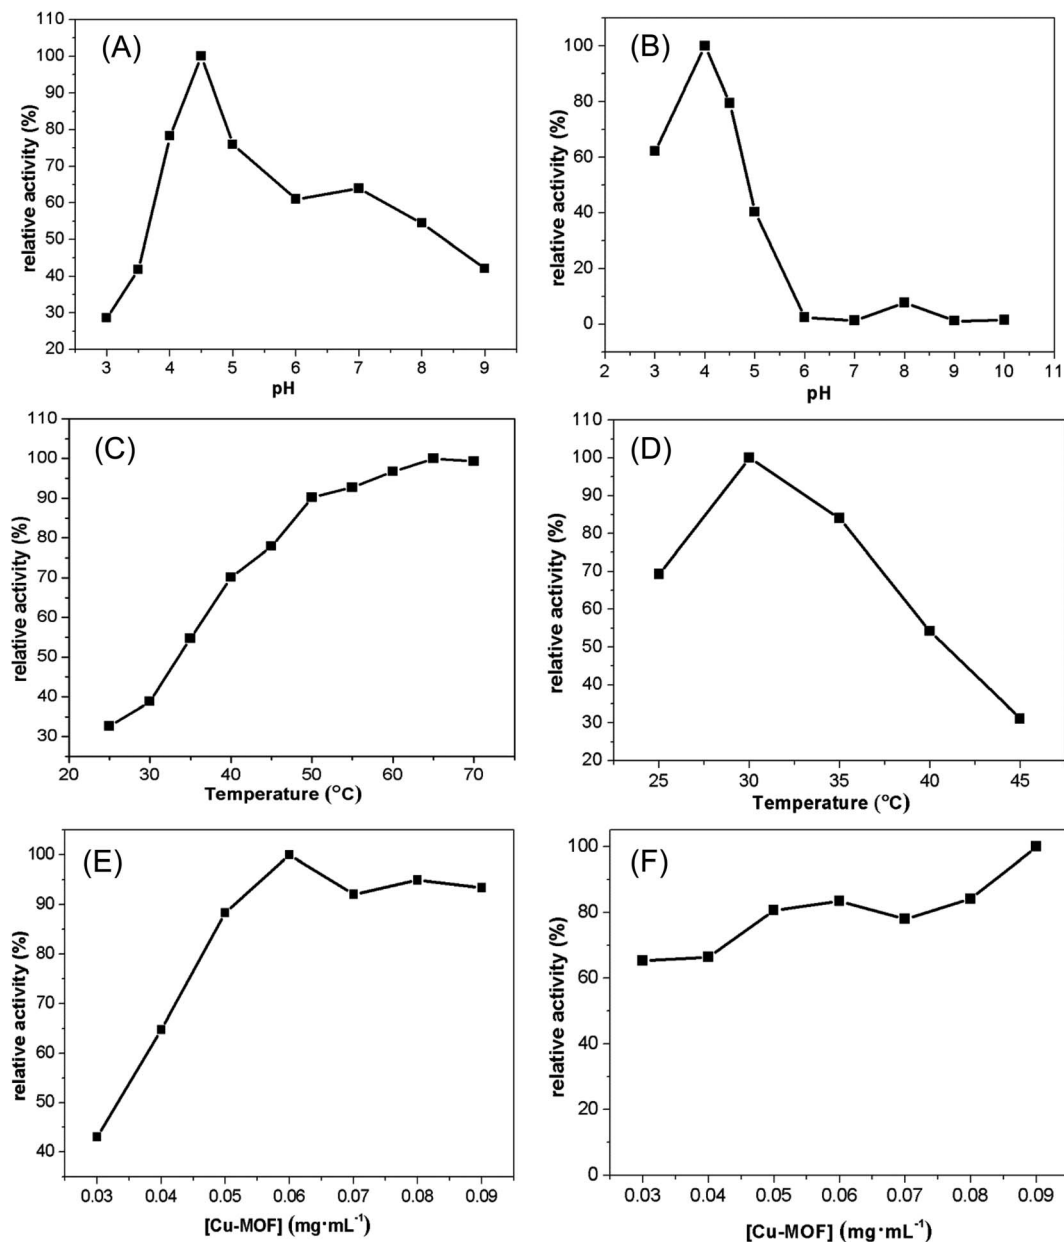 (A)
relative activity (%)
110
100
90
80
70
60
50
40
30
20
3 4 5 6 7 8 9
pH
(B)
relative activity (%)
100
80
60
40
20
0
2 3 4 5 6 7 8 9 10 11
pH
(C)
relative activity (%)
110
100
90
80
70
60
50
40
30
20 30 40 50 60 70
Temperature (°C)
(D)
relative activity (%)
110
100
90
80
70
60
50
40
30
20
25 30 35 40 45
Temperature (°C)
(E)
relative activity (%)
100
90
80
70
60
50
40
0.03 0.04 0.05 0.06 0.07 0.08 0.09
[Cu-MOF] (mg·mL⁻¹)
(F)
relative activity (%)
100
80
60
40
20
0
0.03 0.04 0.05 0.06 0.07 0.08 0.09
[Cu-MOF] (mg·mL⁻¹)